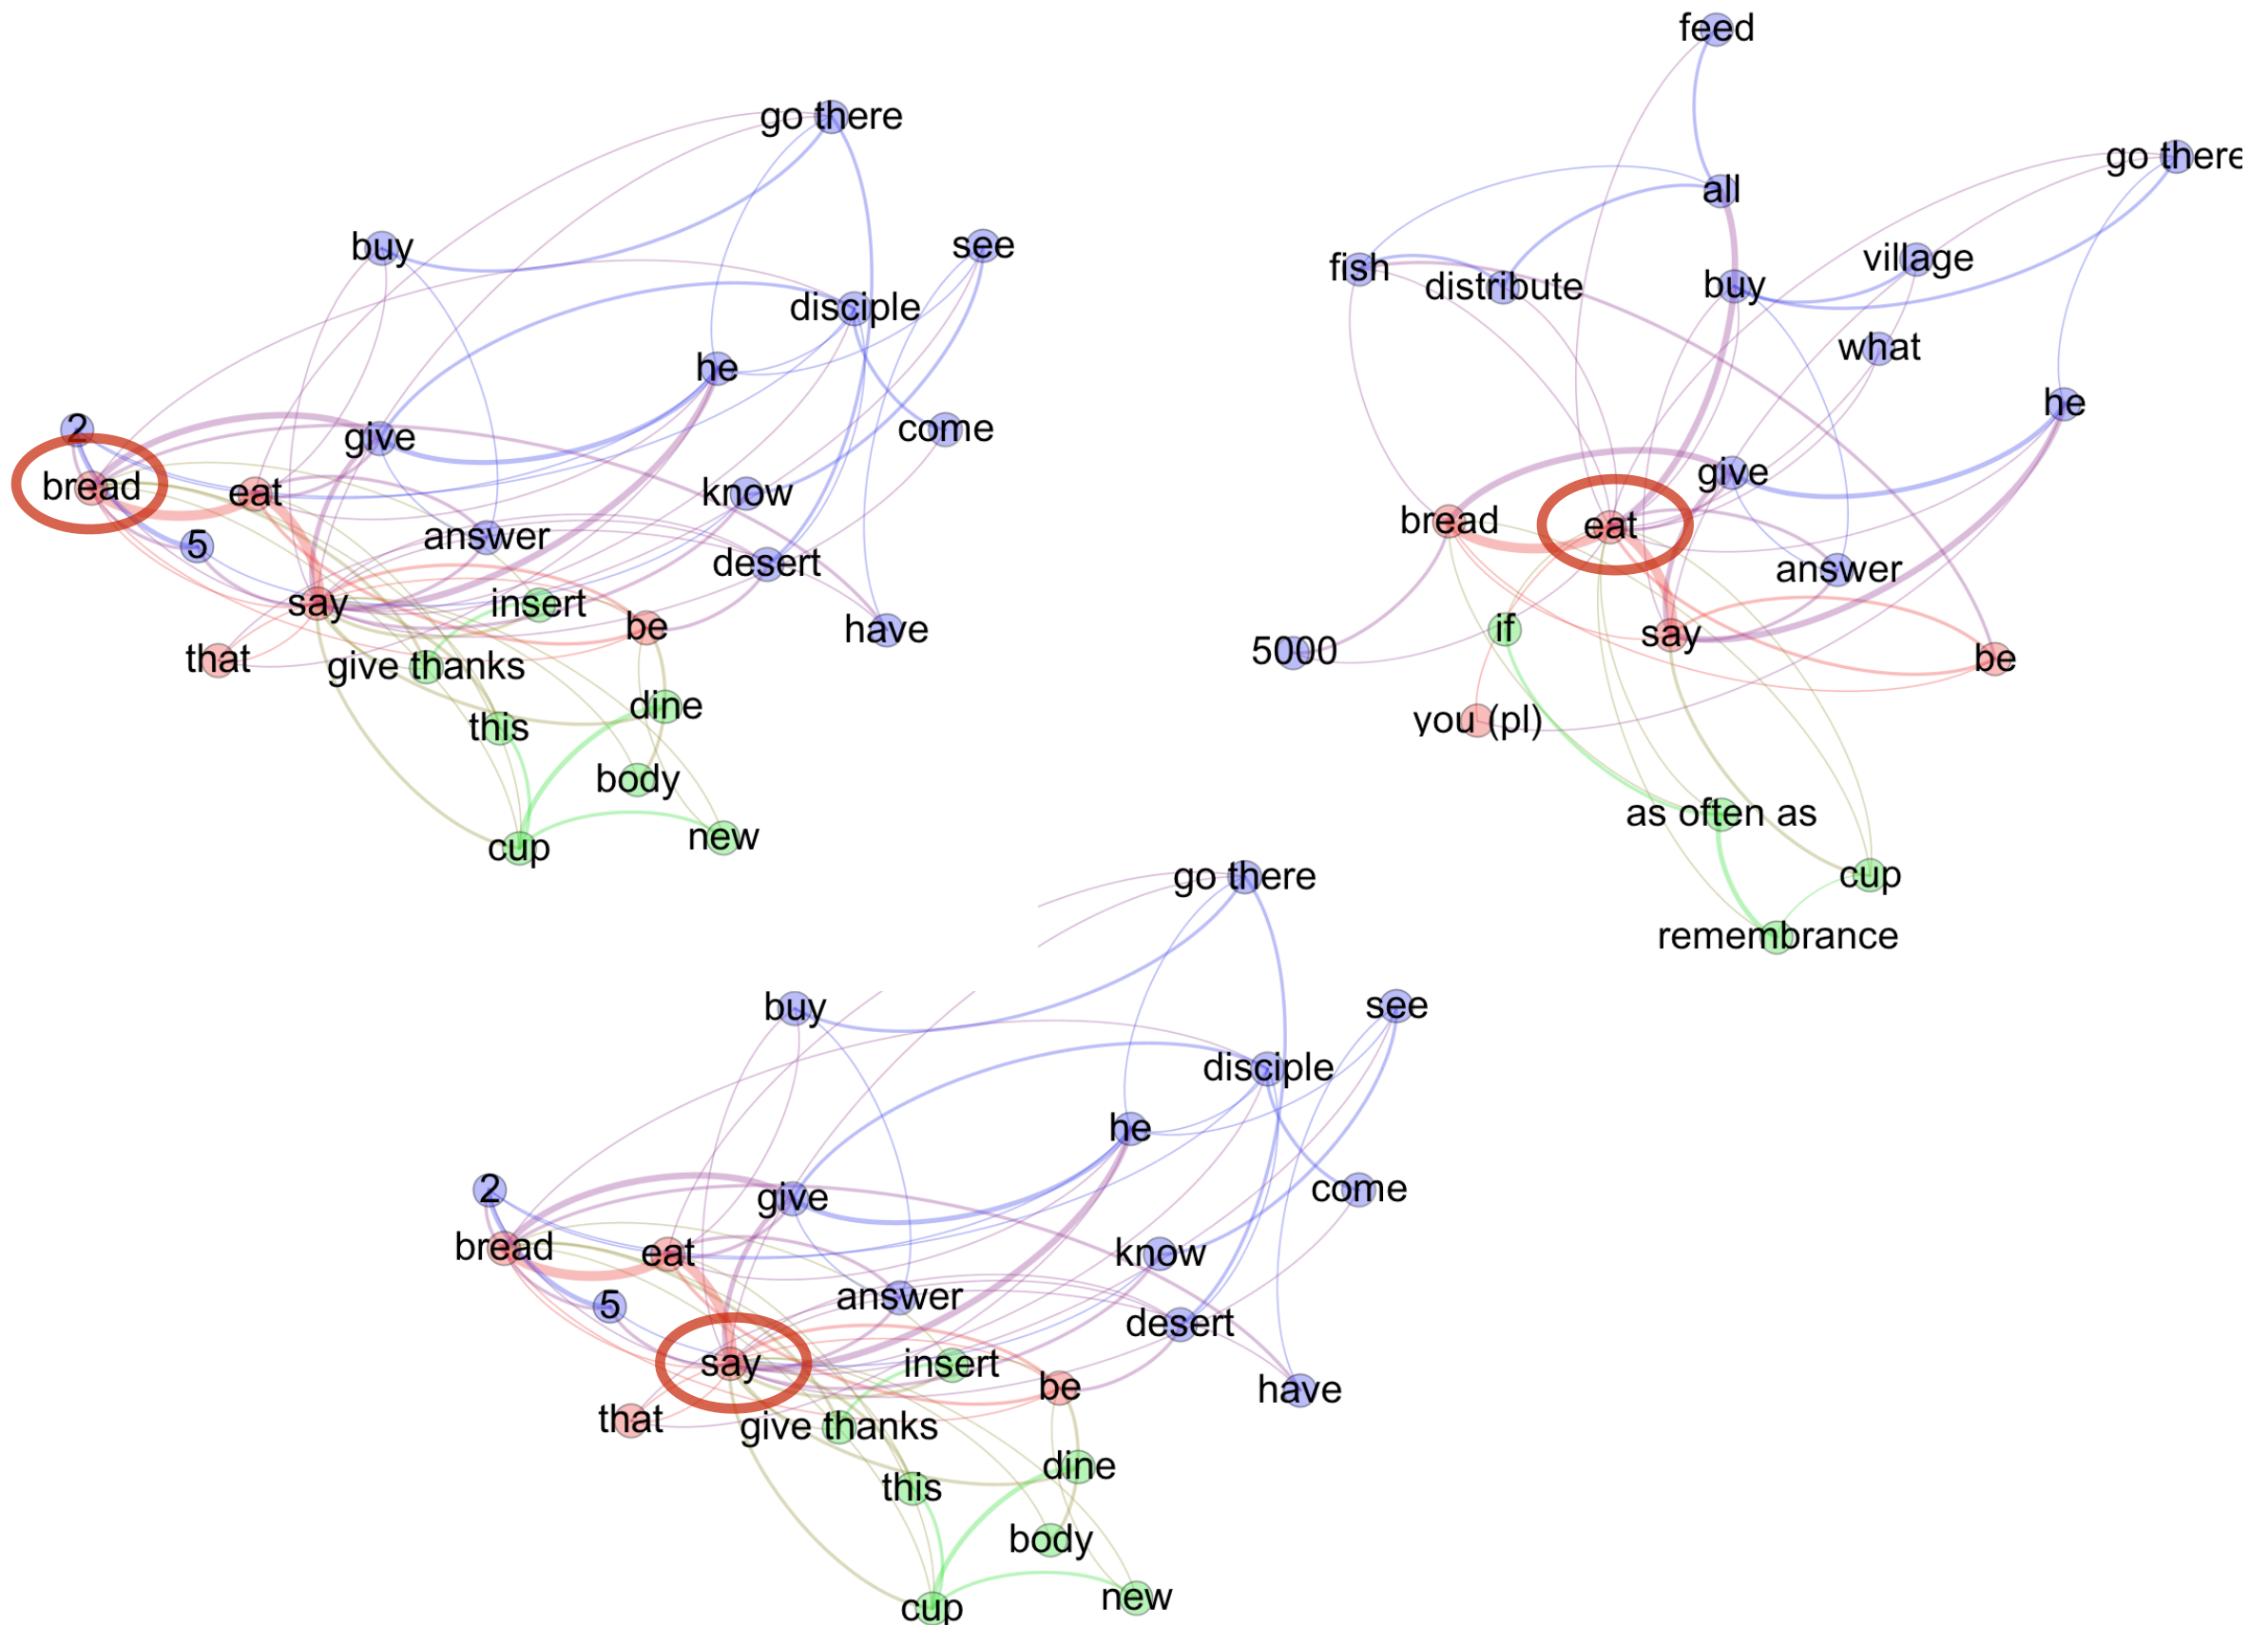 go there
buy
see
disciple
he
2
give
come
bread
eat
know
5
answer
desert
say
insert
be
have
that
give thanks
dine
this
body
cup
new
feed
go there
all
village
fish
distribute
buy
what
he
give
bread
eat
answer
if
say
5000
be
you (pl)
as often as
cup
remembrance
go there
buy
see
disciple
he
2
give
come
bread
eat
know
5
answer
desert
say
insert
be
have
that
give thanks
dine
this
body
cup
new